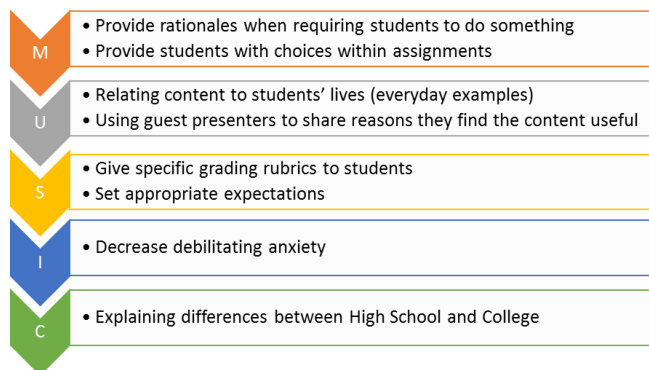 M
• Provide rationales when requiring students to do something
• Provide students with choices within assignments
U
• Relating content to students' lives (everyday examples)
• Using guest presenters to share reasons they find the content useful
S
• Give specific grading rubrics to students
• Set appropriate expectations
I
• Decrease debilitating anxiety
C
• Explaining differences between High School and College